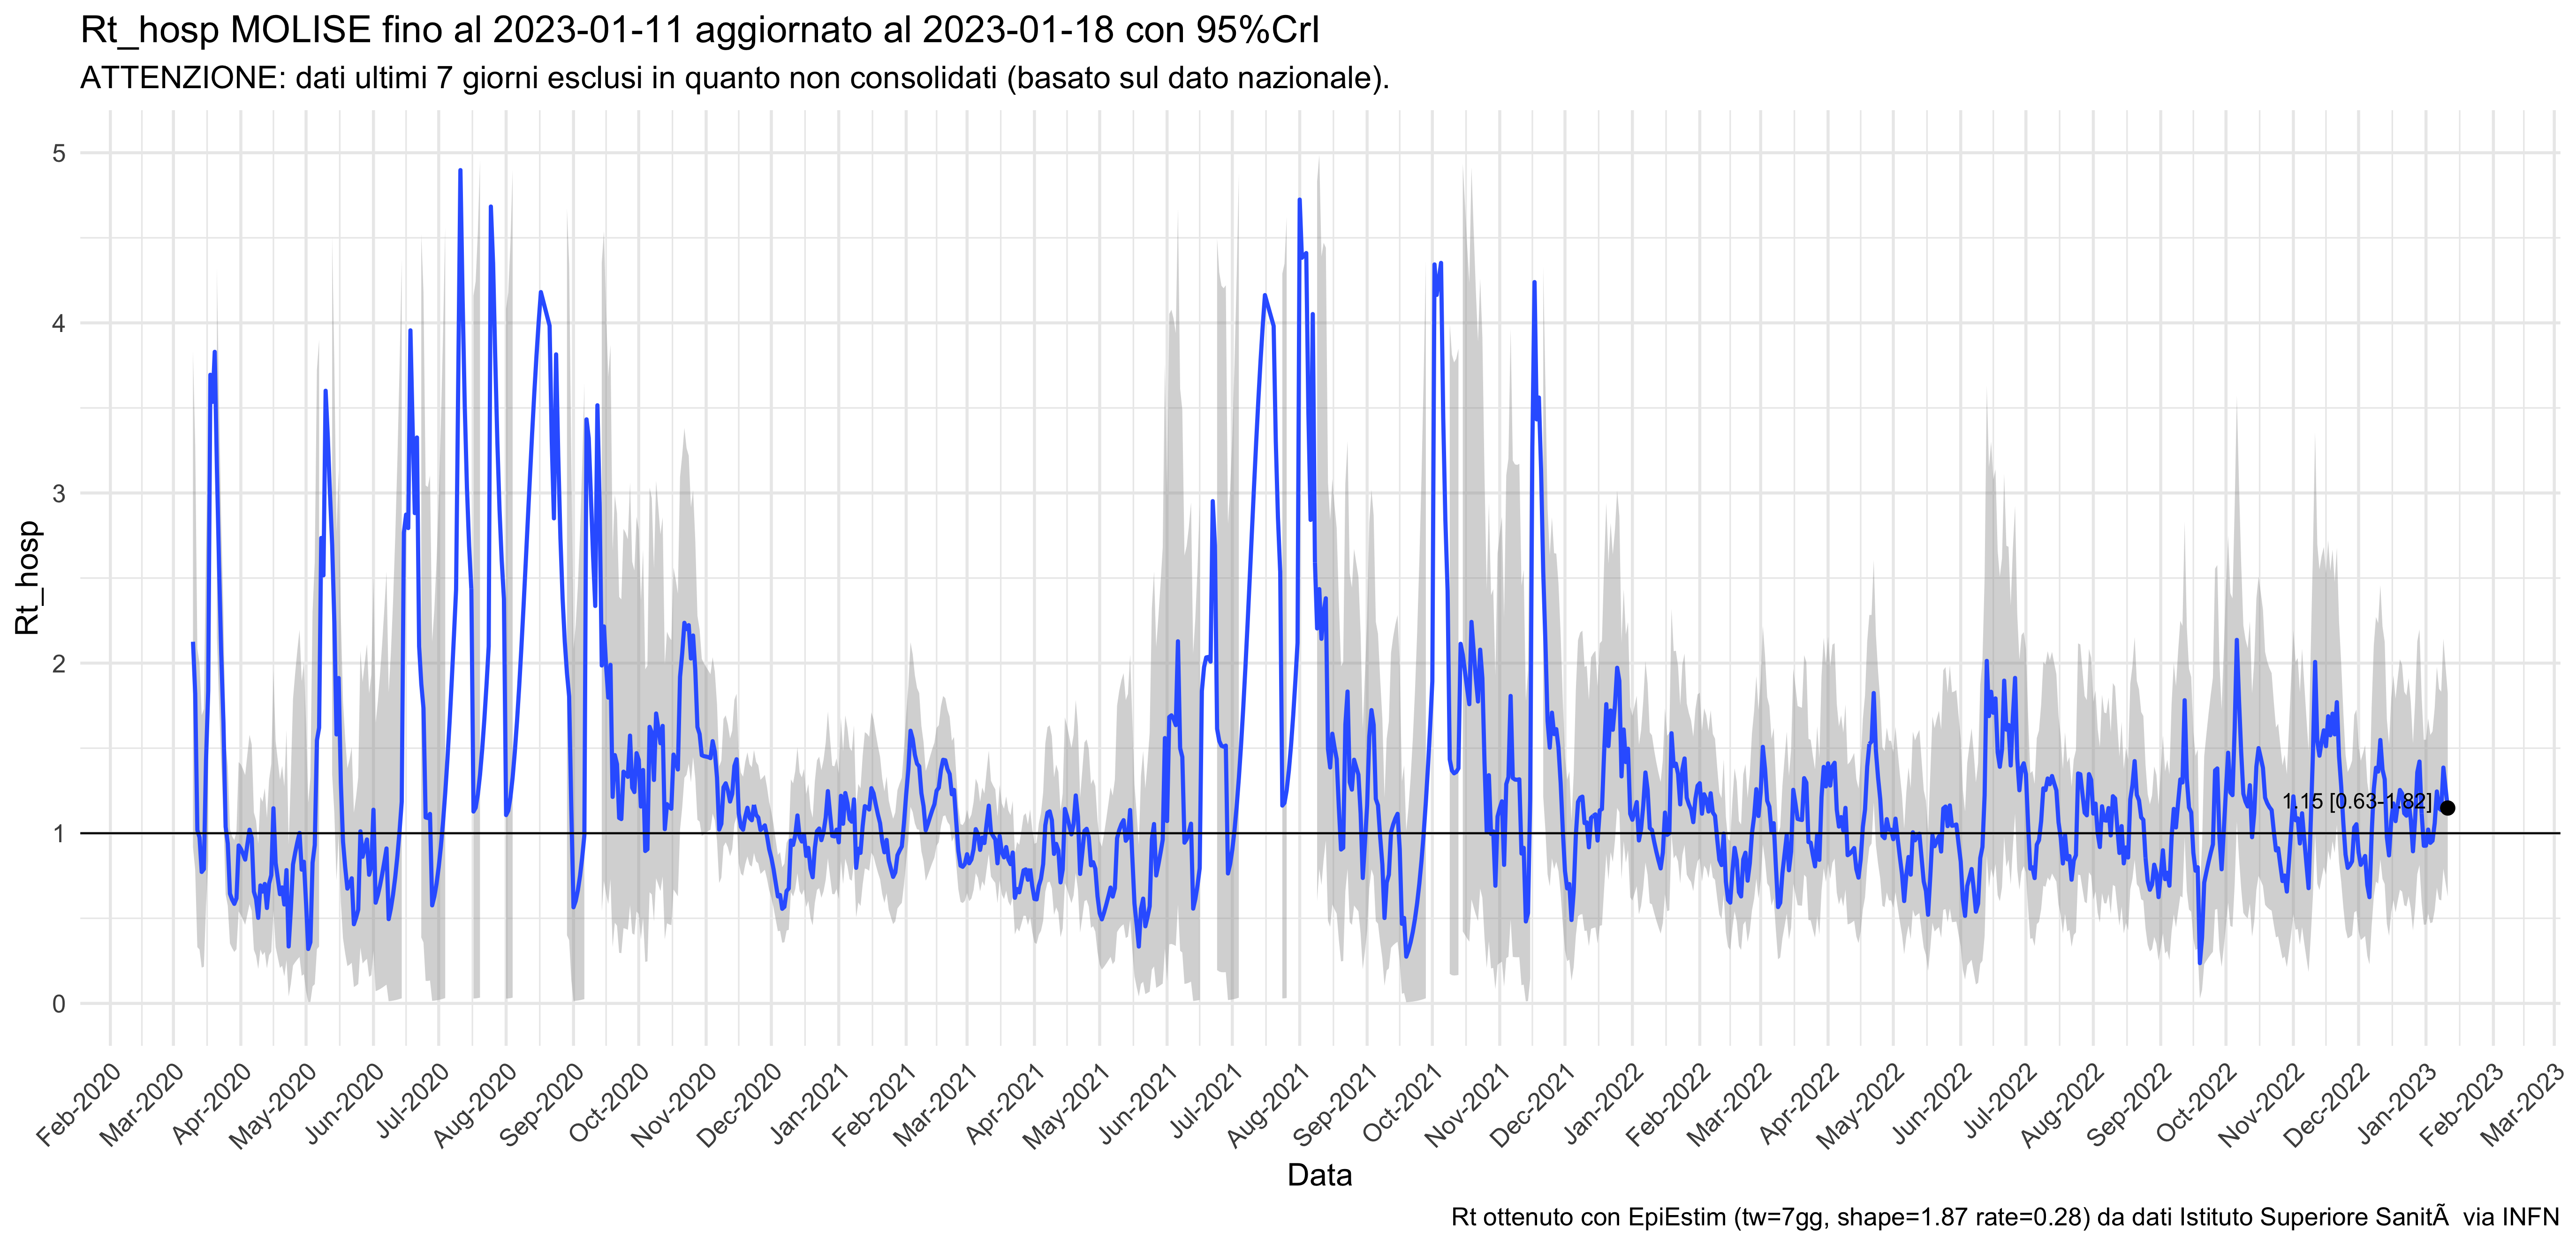 Rt_hosp MOLISE fino al 2023-01-11 aggiornato al 2023-01-18 con 95%CrI
ATTENZIONE: dati ultimi 7 giorni esclusi in quanto non consolidati (basato sul dato nazionale).
5
4
3
2
1
0
Rt_hosp
1.15 [0.63-1.82]
Feb-2020
Mar-2020
Apr-2020
May-2020
Jun-2020
Jul-2020
Aug-2020
Sep-2020
Oct-2020
Nov-2020
Dec-2020
Jan-2021
Feb-2021
Mar-2021
Apr-2021
May-2021
Jun-2021
Jul-2021
Aug-2021
Sep-2021
Oct-2021
Nov-2021
Dec-2021
Jan-2022
Feb-2022
Mar-2022
Apr-2022
May-2022
Jun-2022
Jul-2022
Aug-2022
Sep-2022
Oct-2022
Nov-2022
Dec-2022
Jan-2023
Feb-2023
Mar-2023
Data
Rt ottenuto con EpiEstim (tw=7gg, shape=1.87 rate=0.28) da dati Istituto Superiore SanitÃ  via INFN